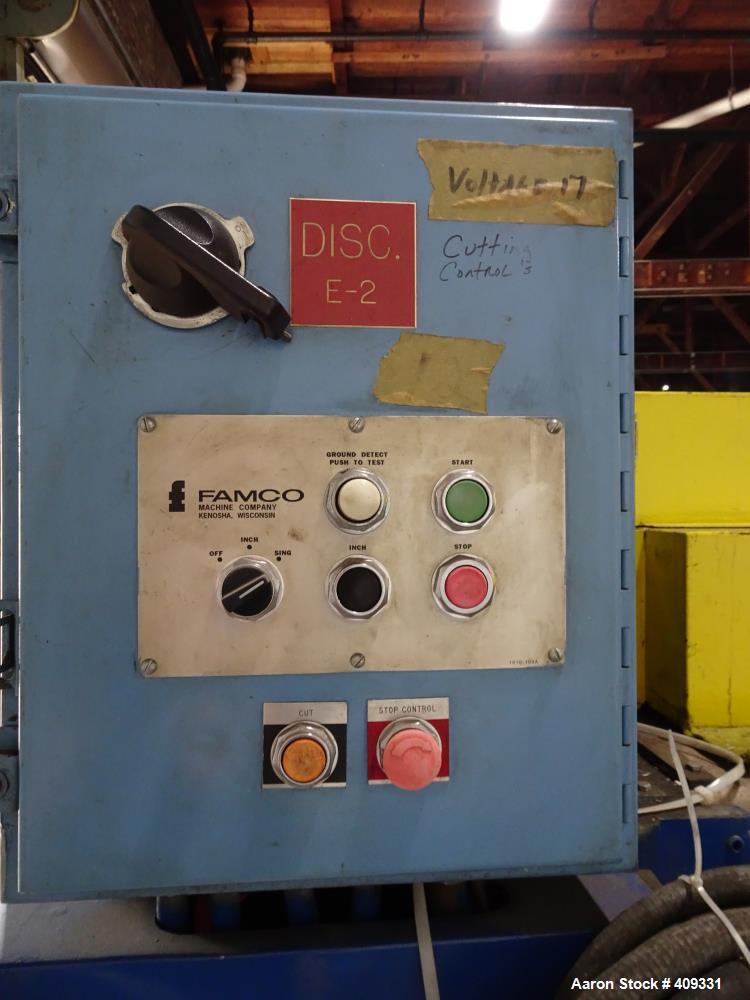 Voltage 17
DISC.
E-2
Cutting
Control's
GROUND DETECT
PUSH TO TEST
START
f FAMCO
MACHINE COMPANY
KENOSHA, WISCONSIN
INCH
OFF
SING
INCH
STOP
CUT
STOP CONTROL
Aaron Stock # 409331